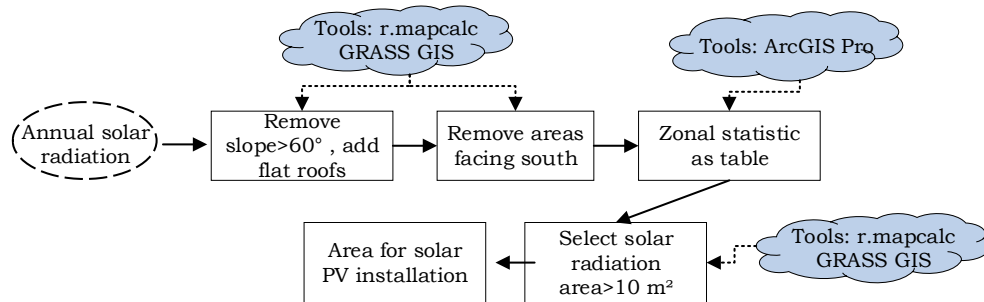 Tools: r.mapcalc
GRASS GIS
Tools: ArcGIS Pro
Annual solar
radiation
Remove
slope>60° , add
flat roofs
Remove areas
facing south
Zonal statistic
as table
Area for solar
PV installation
Select solar
radiation
area>10 m²
Tools: r.mapcalc
GRASS GIS